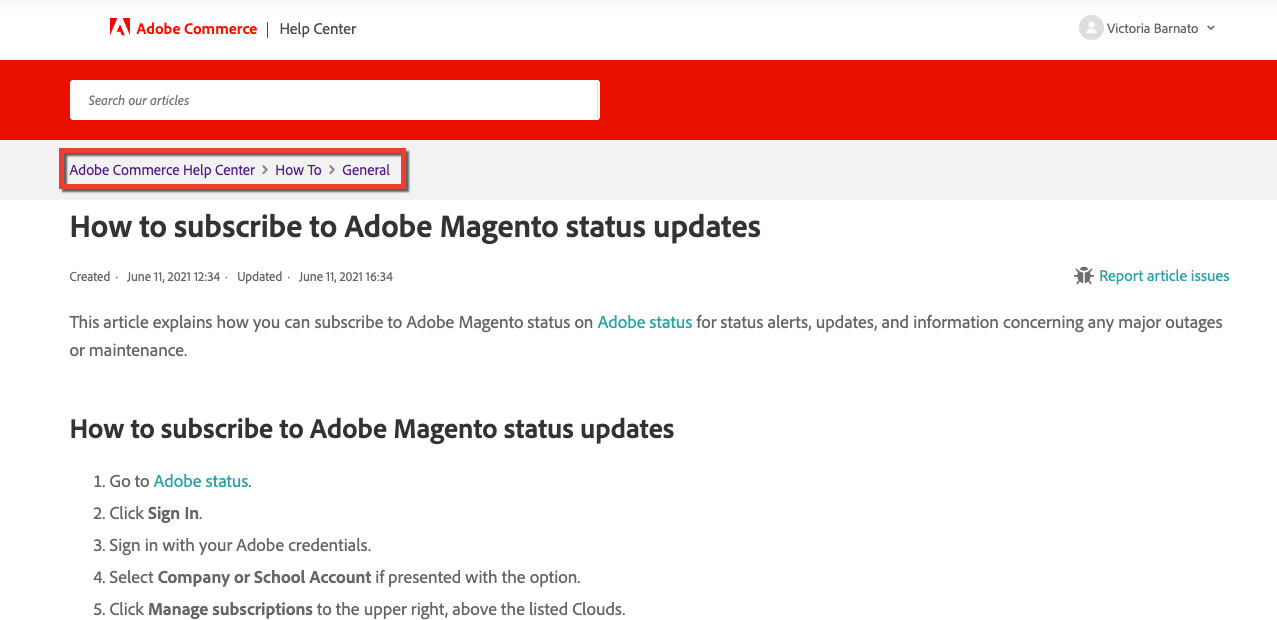 Adobe Commerce | Help Center
Victoria Barnato
Search our articles
Adobe Commerce Help Center > How To > General
How to subscribe to Adobe Magento status updates
Created · June 11, 2021 12:34 · Updated · June 11, 2021 16:34
Report article issues
This article explains how you can subscribe to Adobe Magento status on Adobe status for status alerts, updates, and information concerning any major outages
or maintenance.
How to subscribe to Adobe Magento status updates
1. Go to Adobe status.
2. Click Sign In.
3. Sign in with your Adobe credentials.
4. Select Company or School Account if presented with the option.
5. Click Manage subscriptions to the upper right, above the listed Clouds.